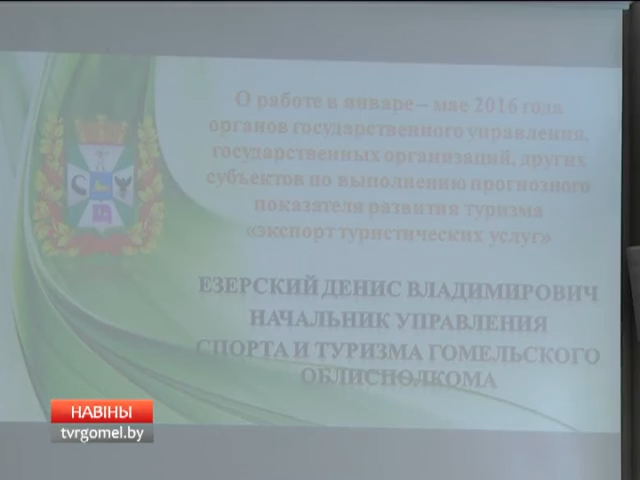 О работе в январе – мае 2016 года
органов государственного управления,
государственных организаций, других
субъектов по выполнению прогнозного
показателя развития туризма
«экспорт туристических услуг»
ЕЗЕРСКИЙ ДЕНИС ВЛАДИМИРОВИЧ
НАЧАЛЬНИК УПРАВЛЕНИЯ
СПОРТА И ТУРИЗМА ГОМЕЛЬСКОГО
ОБЛИСПОЛКОМА
НАВІНЫ
tvrgomel.by